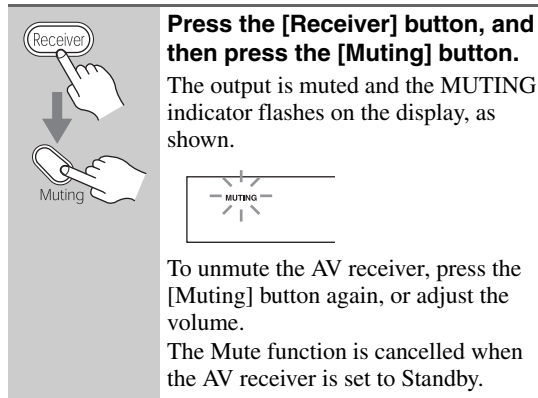 Receiver
Muting
Press the [Receiver] button, and
then press the [Muting] button.
The output is muted and the MUTING
indicator flashes on the display, as
shown.
MUTING
To unmute the AV receiver, press the
[Muting] button again, or adjust the
volume.
The Mute function is cancelled when
the AV receiver is set to Standby.